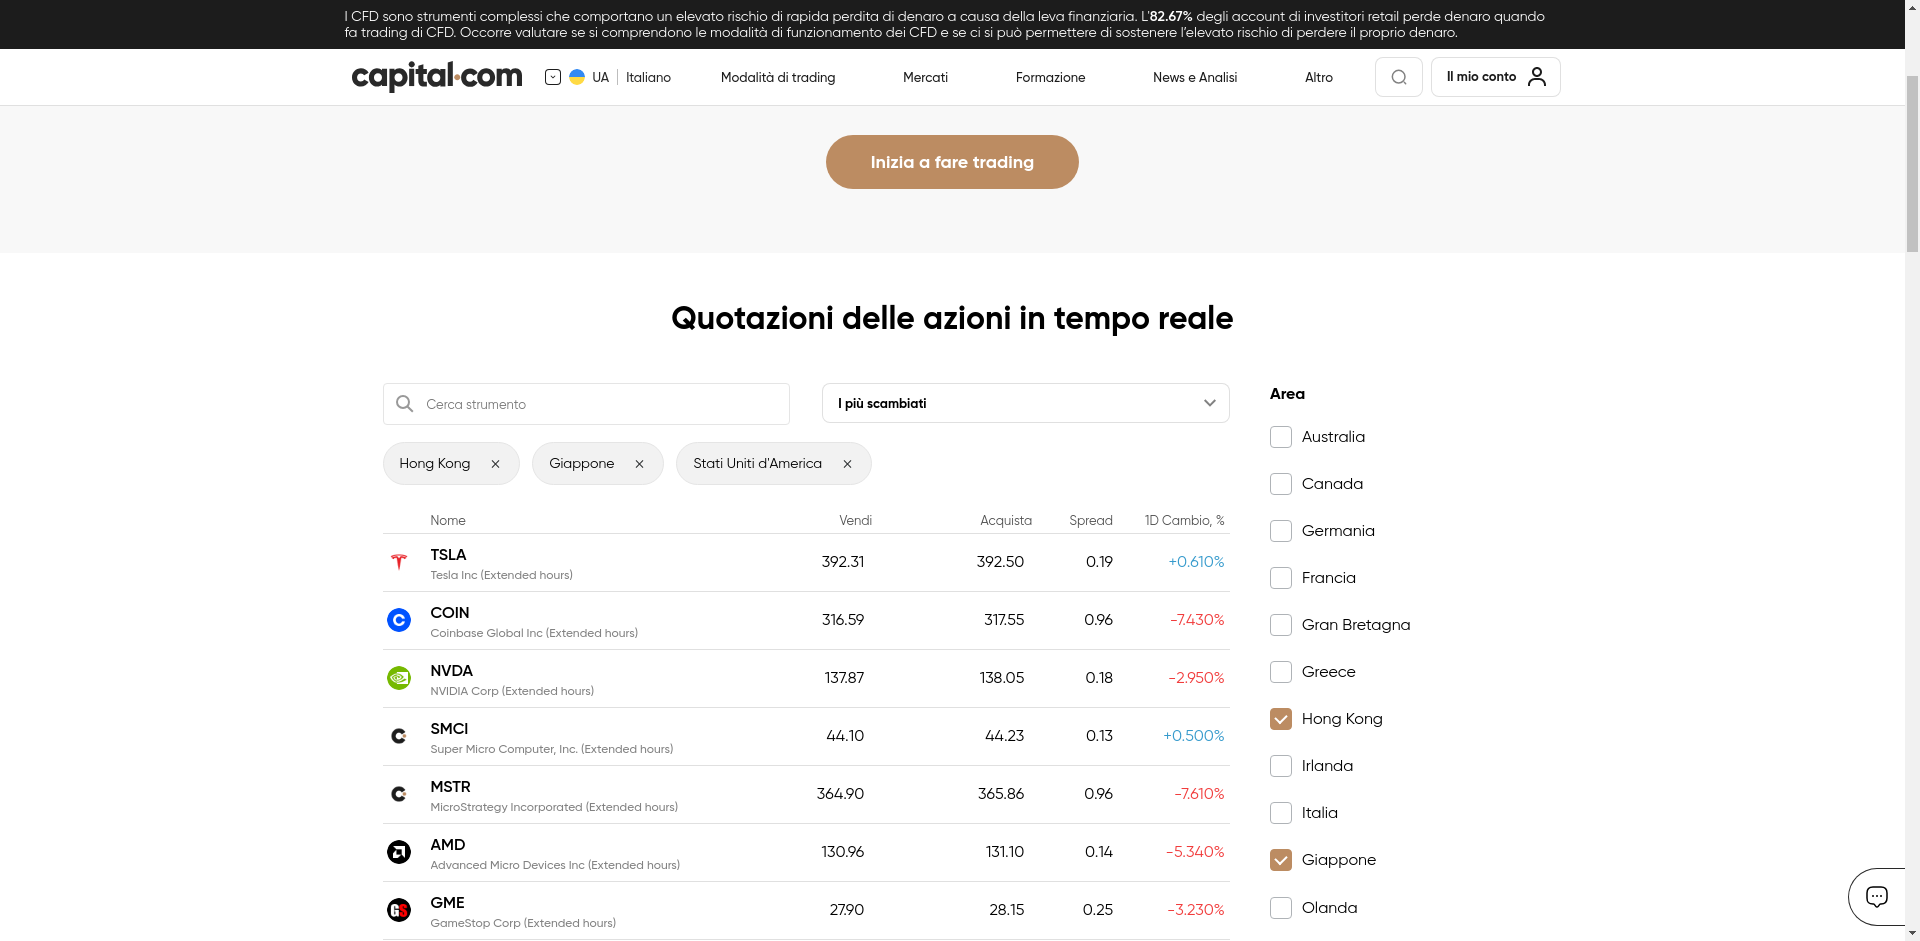 I CFD sono strumenti complessi che comportano un elevato rischio di rapida perdita di denaro a causa della leva finanziaria. L'82.67% degli account di investitori retail perde denaro quando
fa trading di CFD. Occorre valutare se si comprendono le modalità di funzionamento dei CFD e se ci si può permettere di sostenere l’elevato rischio di perdere il proprio denaro.
capital.com UA Italiano Modalità di trading Mercati Formazione News e Analisi Altro Il mio conto
Inizia a fare trading
Quotazioni delle azioni in tempo reale
Cerca strumento
I più scambiati
Hong Kong × Giappone × Stati Uniti d'America ×
Nome Vendi Acquista Spread 1D Cambio, %
TSLA 392.31 392.50 0.19 +0.610%
Tesla Inc (Extended hours)
COIN 316.59 317.55 0.96 -7.430%
Coinbase Global Inc (Extended hours)
NVDA 137.87 138.05 0.18 -2.950%
NVIDIA Corp (Extended hours)
SMCI 44.10 44.23 0.13 +0.500%
Super Micro Computer, Inc. (Extended hours)
MSTR 364.90 365.86 0.96 -7.610%
MicroStrategy Incorporated (Extended hours)
AMD 130.96 131.10 0.14 -5.340%
Advanced Micro Devices Inc (Extended hours)
GS GME 27.90 28.15 0.25 -3.230%
GameStop Corp (Extended hours)
Area
Australia
Canada
Germania
Francia
Gran Bretagna
Greece
Hong Kong
Irlanda
Italia
Giappone
Olanda